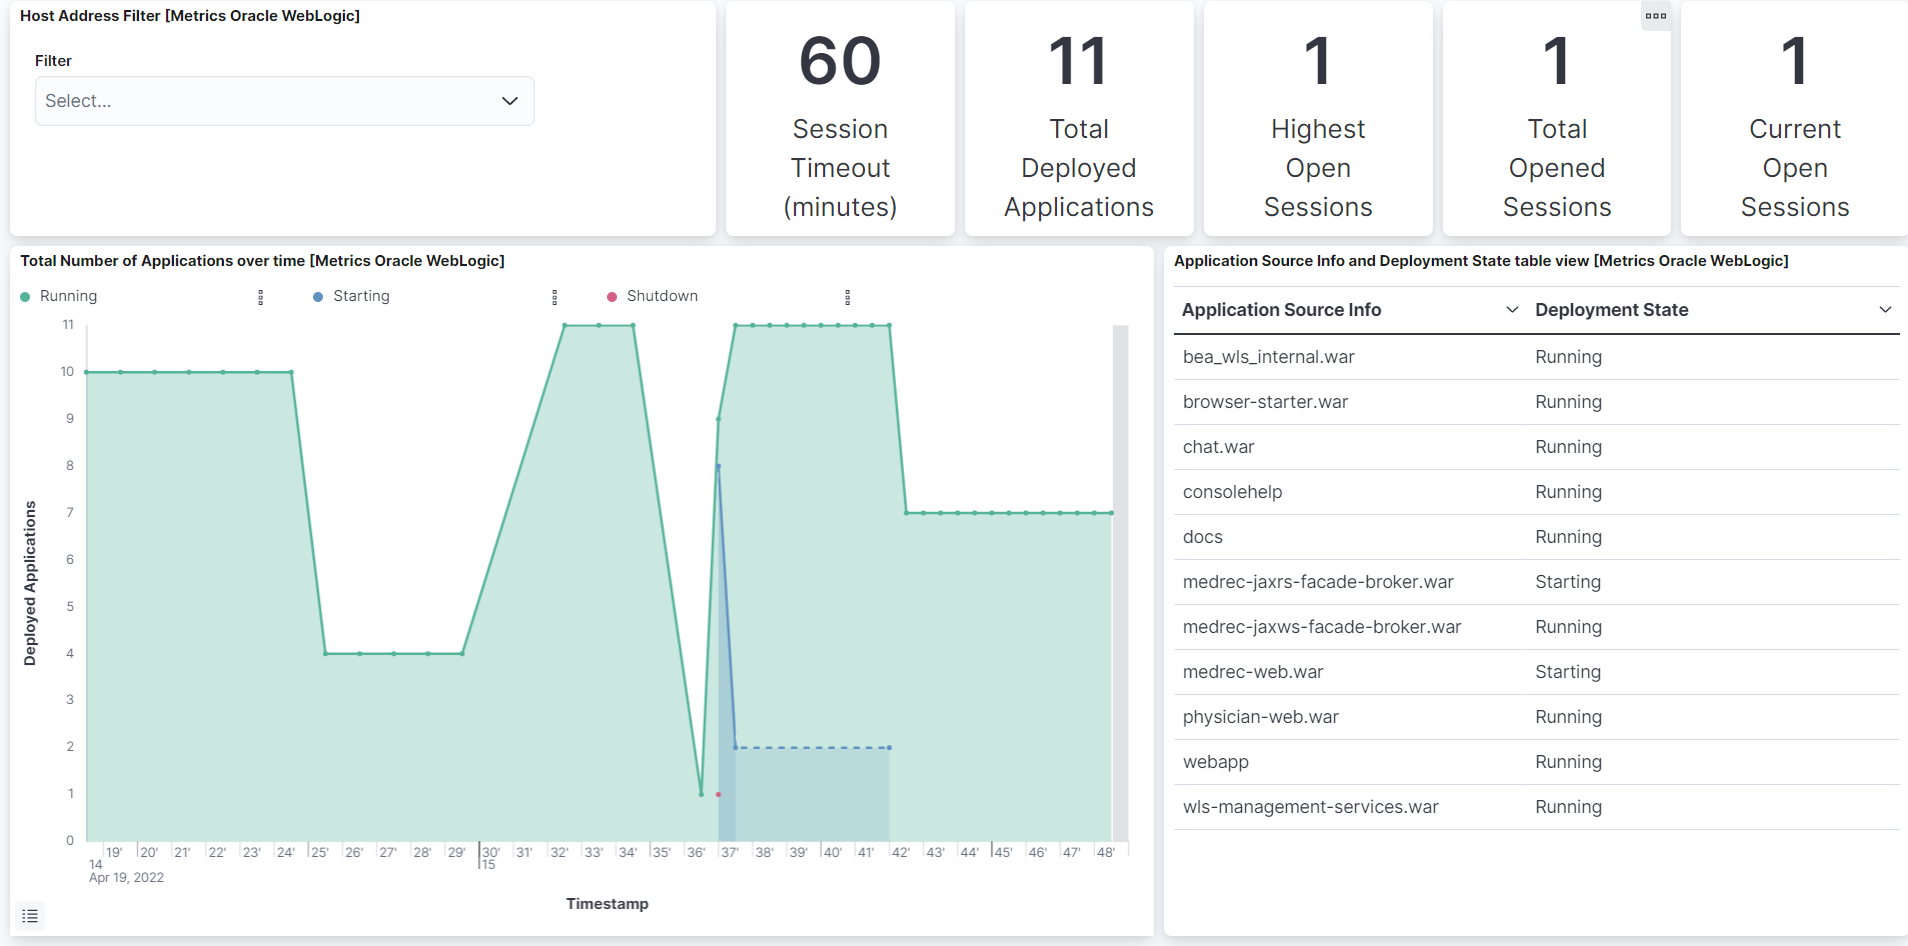 Host Address Filter [Metrics Oracle WebLogic]
Filter
Select...
60
Session
Timeout
(minutes)
11
Total
Deployed
Applications
1
Highest
Open
Sessions
1
Total
Opened
Sessions
1
Current
Open
Sessions
Total Number of Applications over time [Metrics Oracle WebLogic]
Running Starting Shutdown
Deployed Applications
11
10
9
8
7
6
5
4
3
2
1
0
19' 20' 21' 22' 23' 24' 25' 26' 27' 28' 29' 30' 31' 32' 33' 34' 35' 36' 37' 38' 39' 40' 41' 42' 43' 44' 45' 46' 47' 48'
14 15
Apr 19, 2022
Timestamp
Application Source Info and Deployment State table view [Metrics Oracle WebLogic]
Application Source Info Deployment State
bea_wls_internal.war Running
browser-starter.war Running
chat.war Running
consolehelp Running
docs Running
medrec-jaxrs-facade-broker.war Starting
medrec-jaxws-facade-broker.war Running
medrec-web.war Starting
physician-web.war Running
webapp Running
wls-management-services.war Running